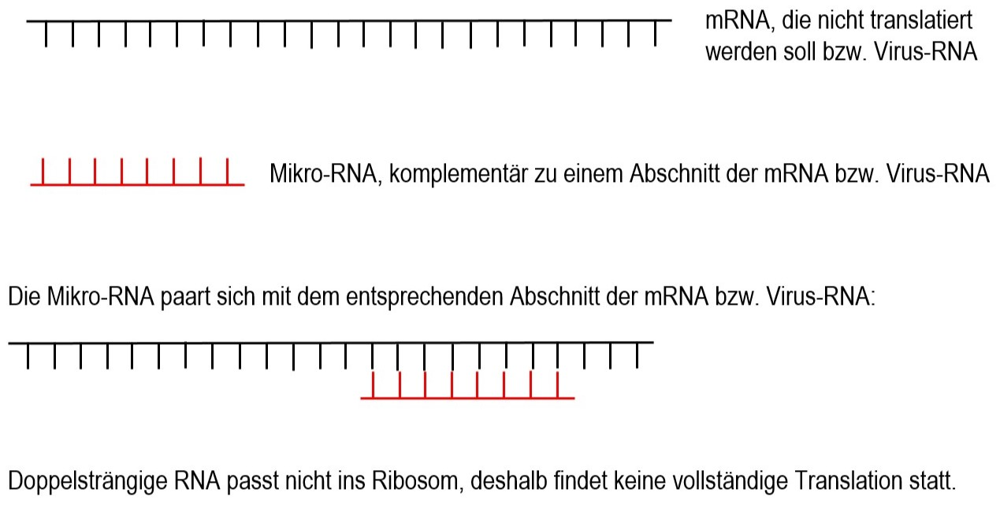 mRNA, die nicht translatiert
werden soll bzw. Virus-RNA
Mikro-RNA, komplementär zu einem Abschnitt der mRNA bzw. Virus-RNA
Die Mikro-RNA paart sich mit dem entsprechenden Abschnitt der mRNA bzw. Virus-RNA:
Doppelsträngige RNA passt nicht ins Ribosom, deshalb findet keine vollständige Translation statt.